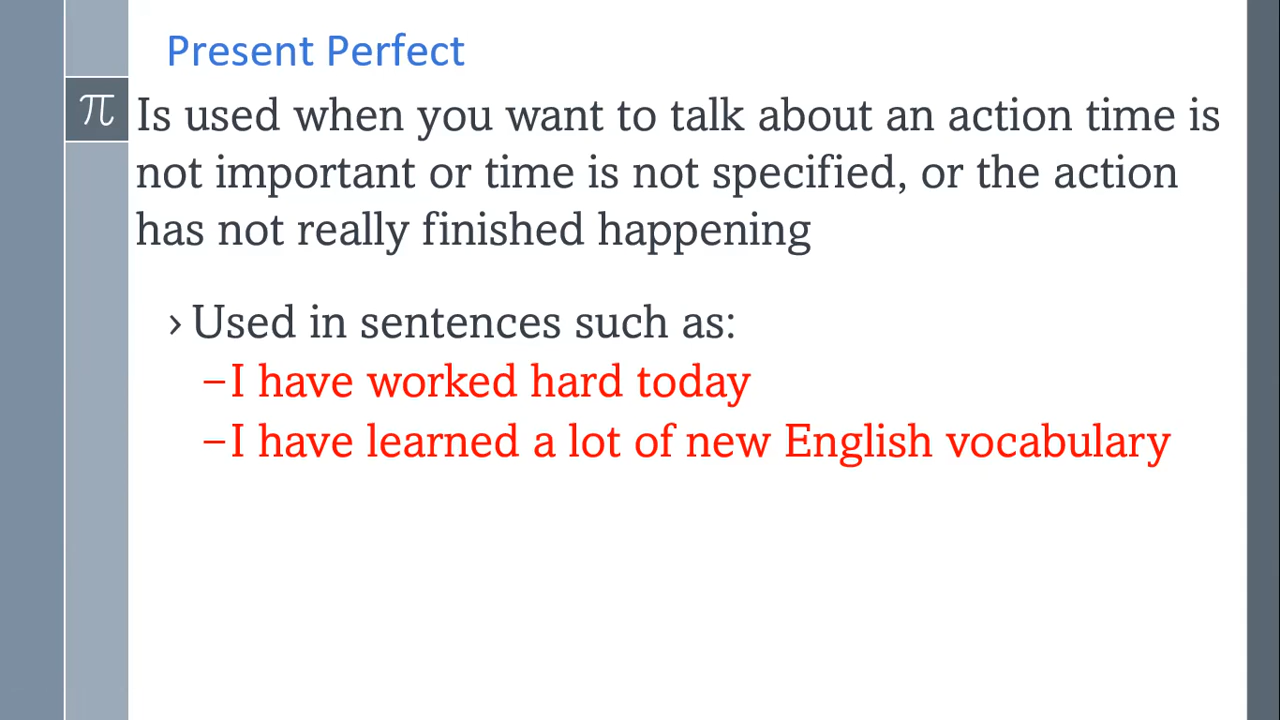 Present Perfect
π
Is used when you want to talk about an action time is
not important or time is not specified, or the action
has not really finished happening
› Used in sentences such as:
–I have worked hard today
–I have learned a lot of new English vocabulary